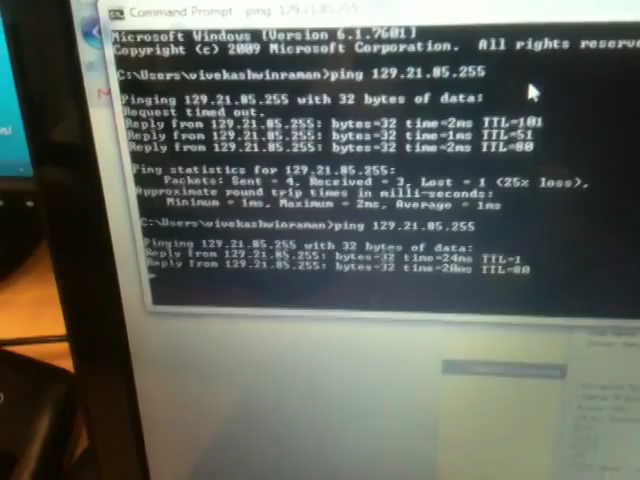 Command Prompt - ping 129.21.85.255
Microsoft Windows [Version 6.1.7601]
Copyright (c) 2009 Microsoft Corporation. All rights reserve
C:\Users\vivekashwinraman>ping 129.21.85.255
Pinging 129.21.85.255 with 32 bytes of data:
Request timed out.
Reply from 129.21.85.255: bytes=32 time=2ms TTL=101
Reply from 129.21.85.255: bytes=32 time=1ms TTL=51
Reply from 129.21.85.255: bytes=32 time=2ms TTL=80
Ping statistics for 129.21.85.255:
Packets: Sent = 4, Received = 3, Lost = 1 (25% loss),
Approximate round trip times in milli-seconds:
Minimum = 1ms, Maximum = 2ms, Average = 1ms
C:\Users\vivekashwinraman>ping 129.21.85.255
Pinging 129.21.85.255 with 32 bytes of data:
Reply from 129.21.85.255: bytes=32 time=24ms TTL=1
Reply from 129.21.85.255: bytes=32 time=20ms TTL=80